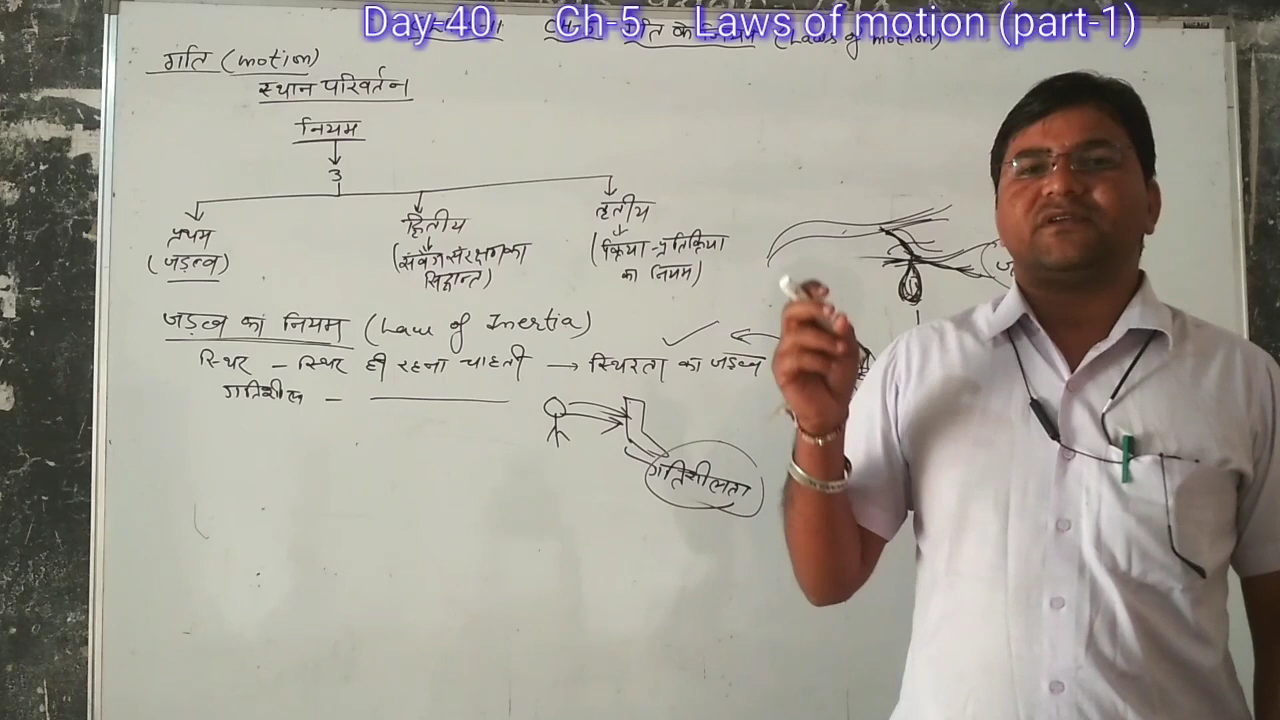 Day-40 Ch-5 Laws of motion (part-1)
गति के नियम (Laws of motion)
गति (motion)
स्थान परिवर्तन
नियम
3
प्रथम
(जड़त्व)
द्वितीय
(संवेग संरक्षण का
सिद्धान्त)
तृतीय
(क्रिया-प्रतिक्रिया
का नियम)
जड़त्व का नियम (Law of Inertia)
स्थिर - स्थिर ही रहना चाहती → स्थिरता का जड़त्व
गतिशील -
गतिशीलता